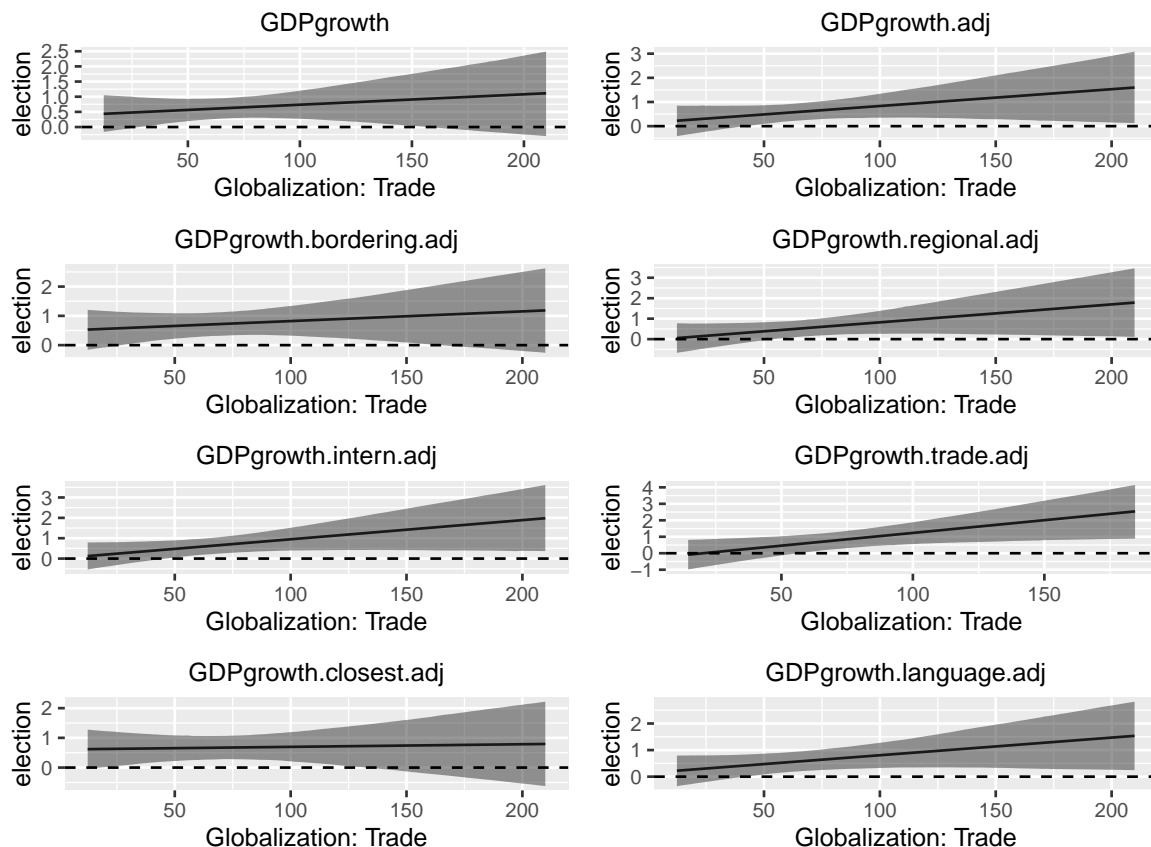 GDPgrowth
election
2.5
2.0
1.5
1.0
0.5
0.0
50 100 150 200
Globalization: Trade
GDPgrowth.adj
election
3
2
1
0
50 100 150 200
Globalization: Trade
GDPgrowth.bordering.adj
election
2
1
0
50 100 150 200
Globalization: Trade
GDPgrowth.regional.adj
election
3
2
1
0
50 100 150 200
Globalization: Trade
GDPgrowth.intern.adj
election
3
2
1
0
50 100 150 200
Globalization: Trade
GDPgrowth.trade.adj
election
4
3
2
1
0
−1
50 100 150
Globalization: Trade
GDPgrowth.closest.adj
election
2
1
0
50 100 150 200
Globalization: Trade
GDPgrowth.language.adj
election
2
1
0
50 100 150 200
Globalization: Trade